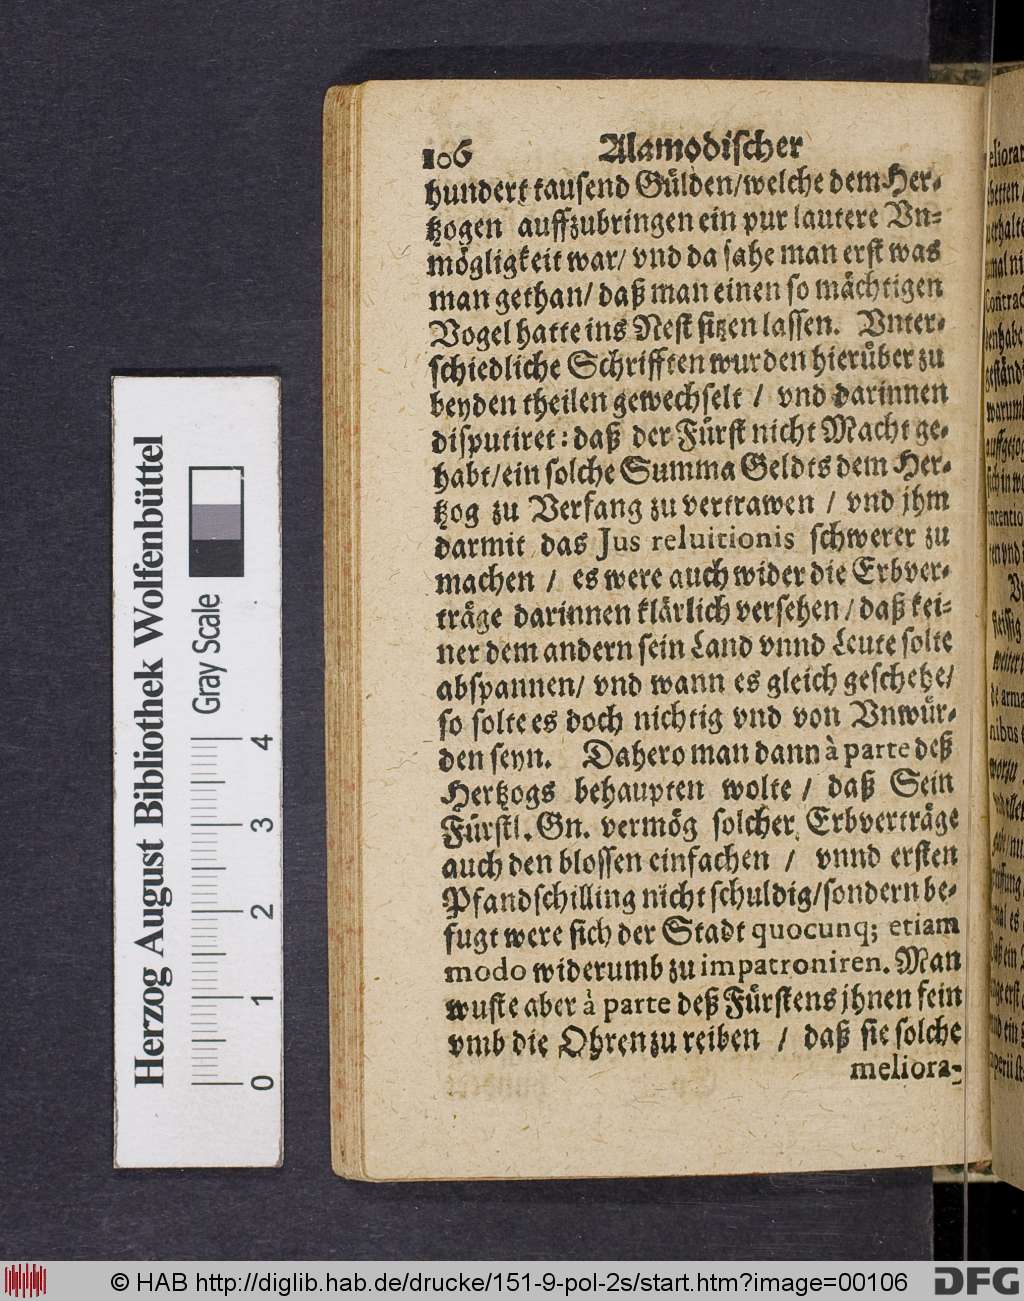 106 Alamodischer
hundert tausend Gülden/welche dem Her-
tzogen auffzubringen ein pur lautere Vn-
mögligkeit war/ vnd da sahe man erst was
man gethan/ daß man einen so mächtigen
Vogel hatte ins Nest sitzen lassen. Vnter-
schiedliche Schrifften wurden hierüber zu
beyden theilen gewechselt / vnd darinnen
disputiret: daß der Fürst nicht Macht ge-
habt/ein solche Summa Geldts dem Her-
tzog zu Verfang zu vertrawen / vnd jhm
darmit das Jus reluitionis schwerer zu
machen / es were auch wider die Erbver-
träge darinnen klärlich versehen/ daß kei-
ner dem andern sein Land vnnd Leute solte
abspannen/ vnd wann es gleich geschehe/
so solte es doch nichtig vnd von Vnwür-
den seyn. Dahero man dann à parte deß
Hertzogs behaupten wolte / daß Sein
Fürstl. Gn. vermög solcher Erbverträge
auch den blossen einfachen / vnnd ersten
Pfandschilling nicht schuldig/sondern be-
fugt were sich der Stadt quocunq; etiam
modo widerumb zu impatroniren. Man
wuste aber à parte deß Fürstens jhnen fein
vmb die Ohren zu reiben / daß sie solche
meliora-
Herzog August Bibliothek Wolfenbüttel
Gray Scale
0 1 2 3 4
© HAB http://diglib.hab.de/drucke/151-9-pol-2s/start.htm?image=00106
DFG